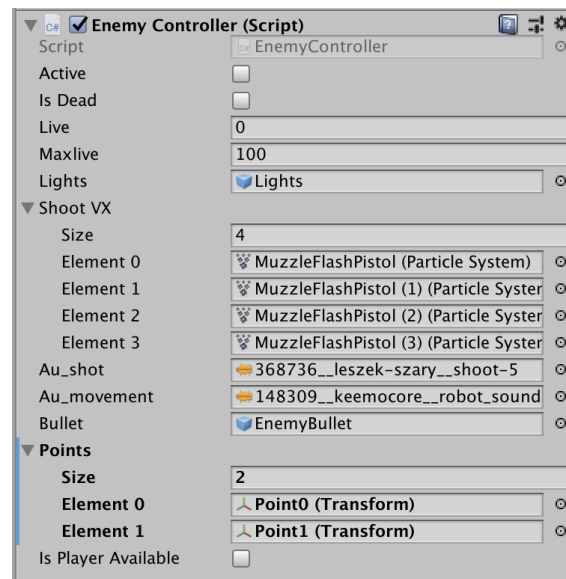 C# Enemy Controller (Script)
Script EnemyController
Active
Is Dead
Live 0
Maxlive 100
Lights Lights
Shoot VX
Size 4
Element 0 MuzzleFlashPistol (Particle System)
Element 1 MuzzleFlashPistol (1) (Particle Syster
Element 2 MuzzleFlashPistol (2) (Particle Syster
Element 3 MuzzleFlashPistol (3) (Particle Syster
Au_shot 368736__leszek-szary__shoot-5
Au_movement 148309__keemocore__robot_sound
Bullet EnemyBullet
Points
Size 2
Element 0 Point0 (Transform)
Element 1 Point1 (Transform)
Is Player Available